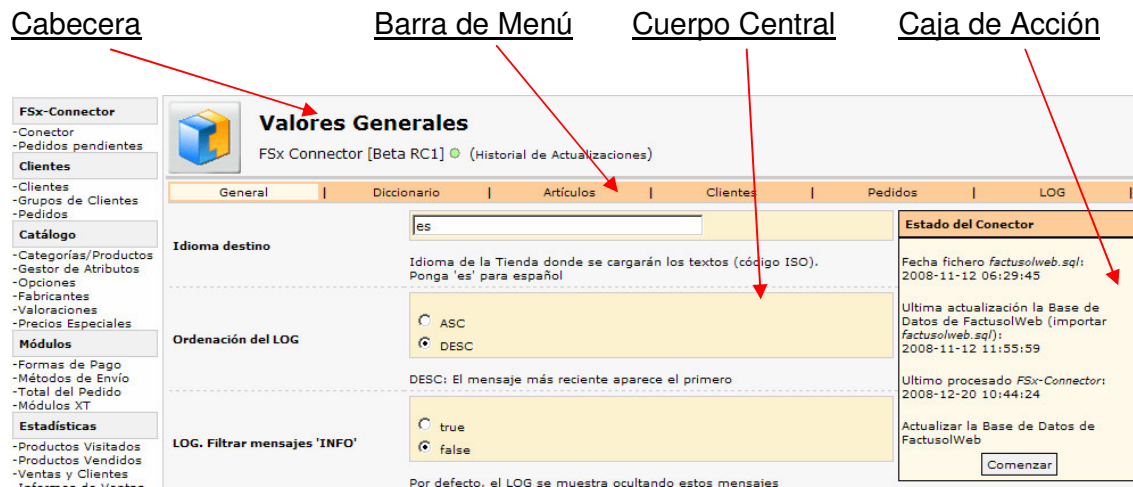 Cabecera Barra de Menú Cuerpo Central Caja de Acción
FSx-Connector
-Conector
-Pedidos pendientes
Clientes
-Clientes
-Grupos de Clientes
-Pedidos
Catálogo
-Categorías/Productos
-Gestor de Atributos
-Opciones
-Fabricantes
-Valoraciones
-Precios Especiales
Módulos
-Formas de Pago
-Métodos de Envío
-Total del Pedido
-Módulos XT
Estadísticas
-Productos Visitados
-Productos Vendidos
-Ventas y Clientes
-Informes de Ventas
Valores Generales
FSx Connector [Beta RC1] (Historial de Actualizaciones)
General | Diccionario | Artículos | Clientes | Pedidos | LOG |
Idioma destino
es
Idioma de la Tienda donde se cargarán los textos (código ISO).
Ponga 'es' para español
Ordenación del LOG
ASC
DESC
DESC: El mensaje más reciente aparece el primero
LOG. Filtrar mensajes 'INFO'
true
false
Por defecto, el LOG se muestra ocultando estos mensajes
Estado del Conector
Fecha fichero factusolweb.sql:
2008-11-12 06:29:45
Ultima actualización la Base de
Datos de FactusolWeb (importar
factusolweb.sql):
2008-11-12 11:55:59
Ultimo procesado FSx-Connector:
2008-12-20 10:44:24
Actualizar la Base de Datos de
FactusolWeb
Comenzar